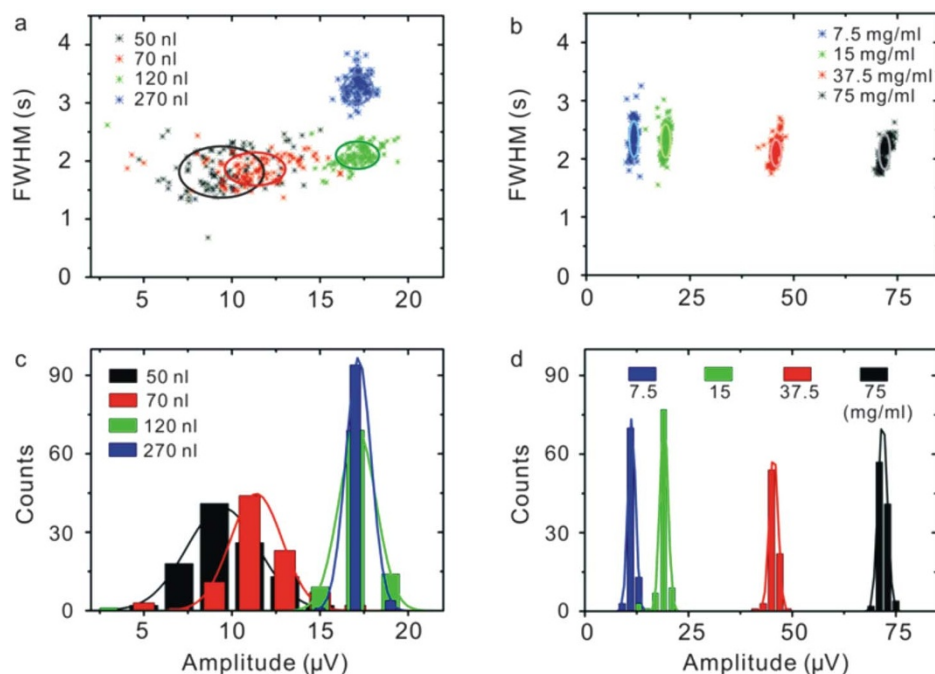 a
50 nl
70 nl
120 nl
270 nl
FWHM (s)
4
3
2
1
0
5 10 15 20
b
7.5 mg/ml
15 mg/ml
37.5 mg/ml
75 mg/ml
FWHM (s)
4
3
2
1
0
0 25 50 75
c
50 nl
70 nl
120 nl
270 nl
Counts
90
60
30
0
5 10 15 20
Amplitude (µV)
d
7.5 15 37.5 75
(mg/ml)
Counts
90
60
30
0
0 25 50 75
Amplitude (µV)